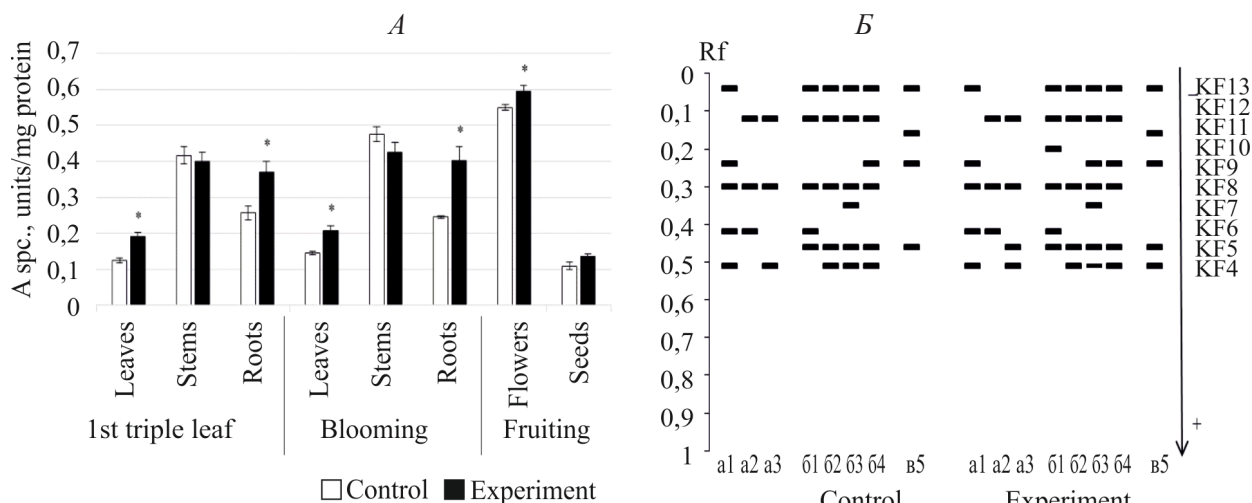 А
0,7
0,6
0,5
0,4
0,3
0,2
0,1
0
A spc., units/mg protein
* * * * *
Leaves Stems Roots Leaves Stems Roots Flowers Seeds
1st triple leaf Blooming Fruiting
Control Experiment
Б
Rf
0
0,1
0,2
0,3
0,4
0,5
0,6
0,7
0,8
0,9
1
KF13
KF12
KF11
KF10
KF9
KF8
KF7
KF6
KF5
KF4
_
+
а1 а2 а3 б1 б2 б3 б4 в5 а1 а2 а3 б1 б2 б3 б4 в5
Control Experiment